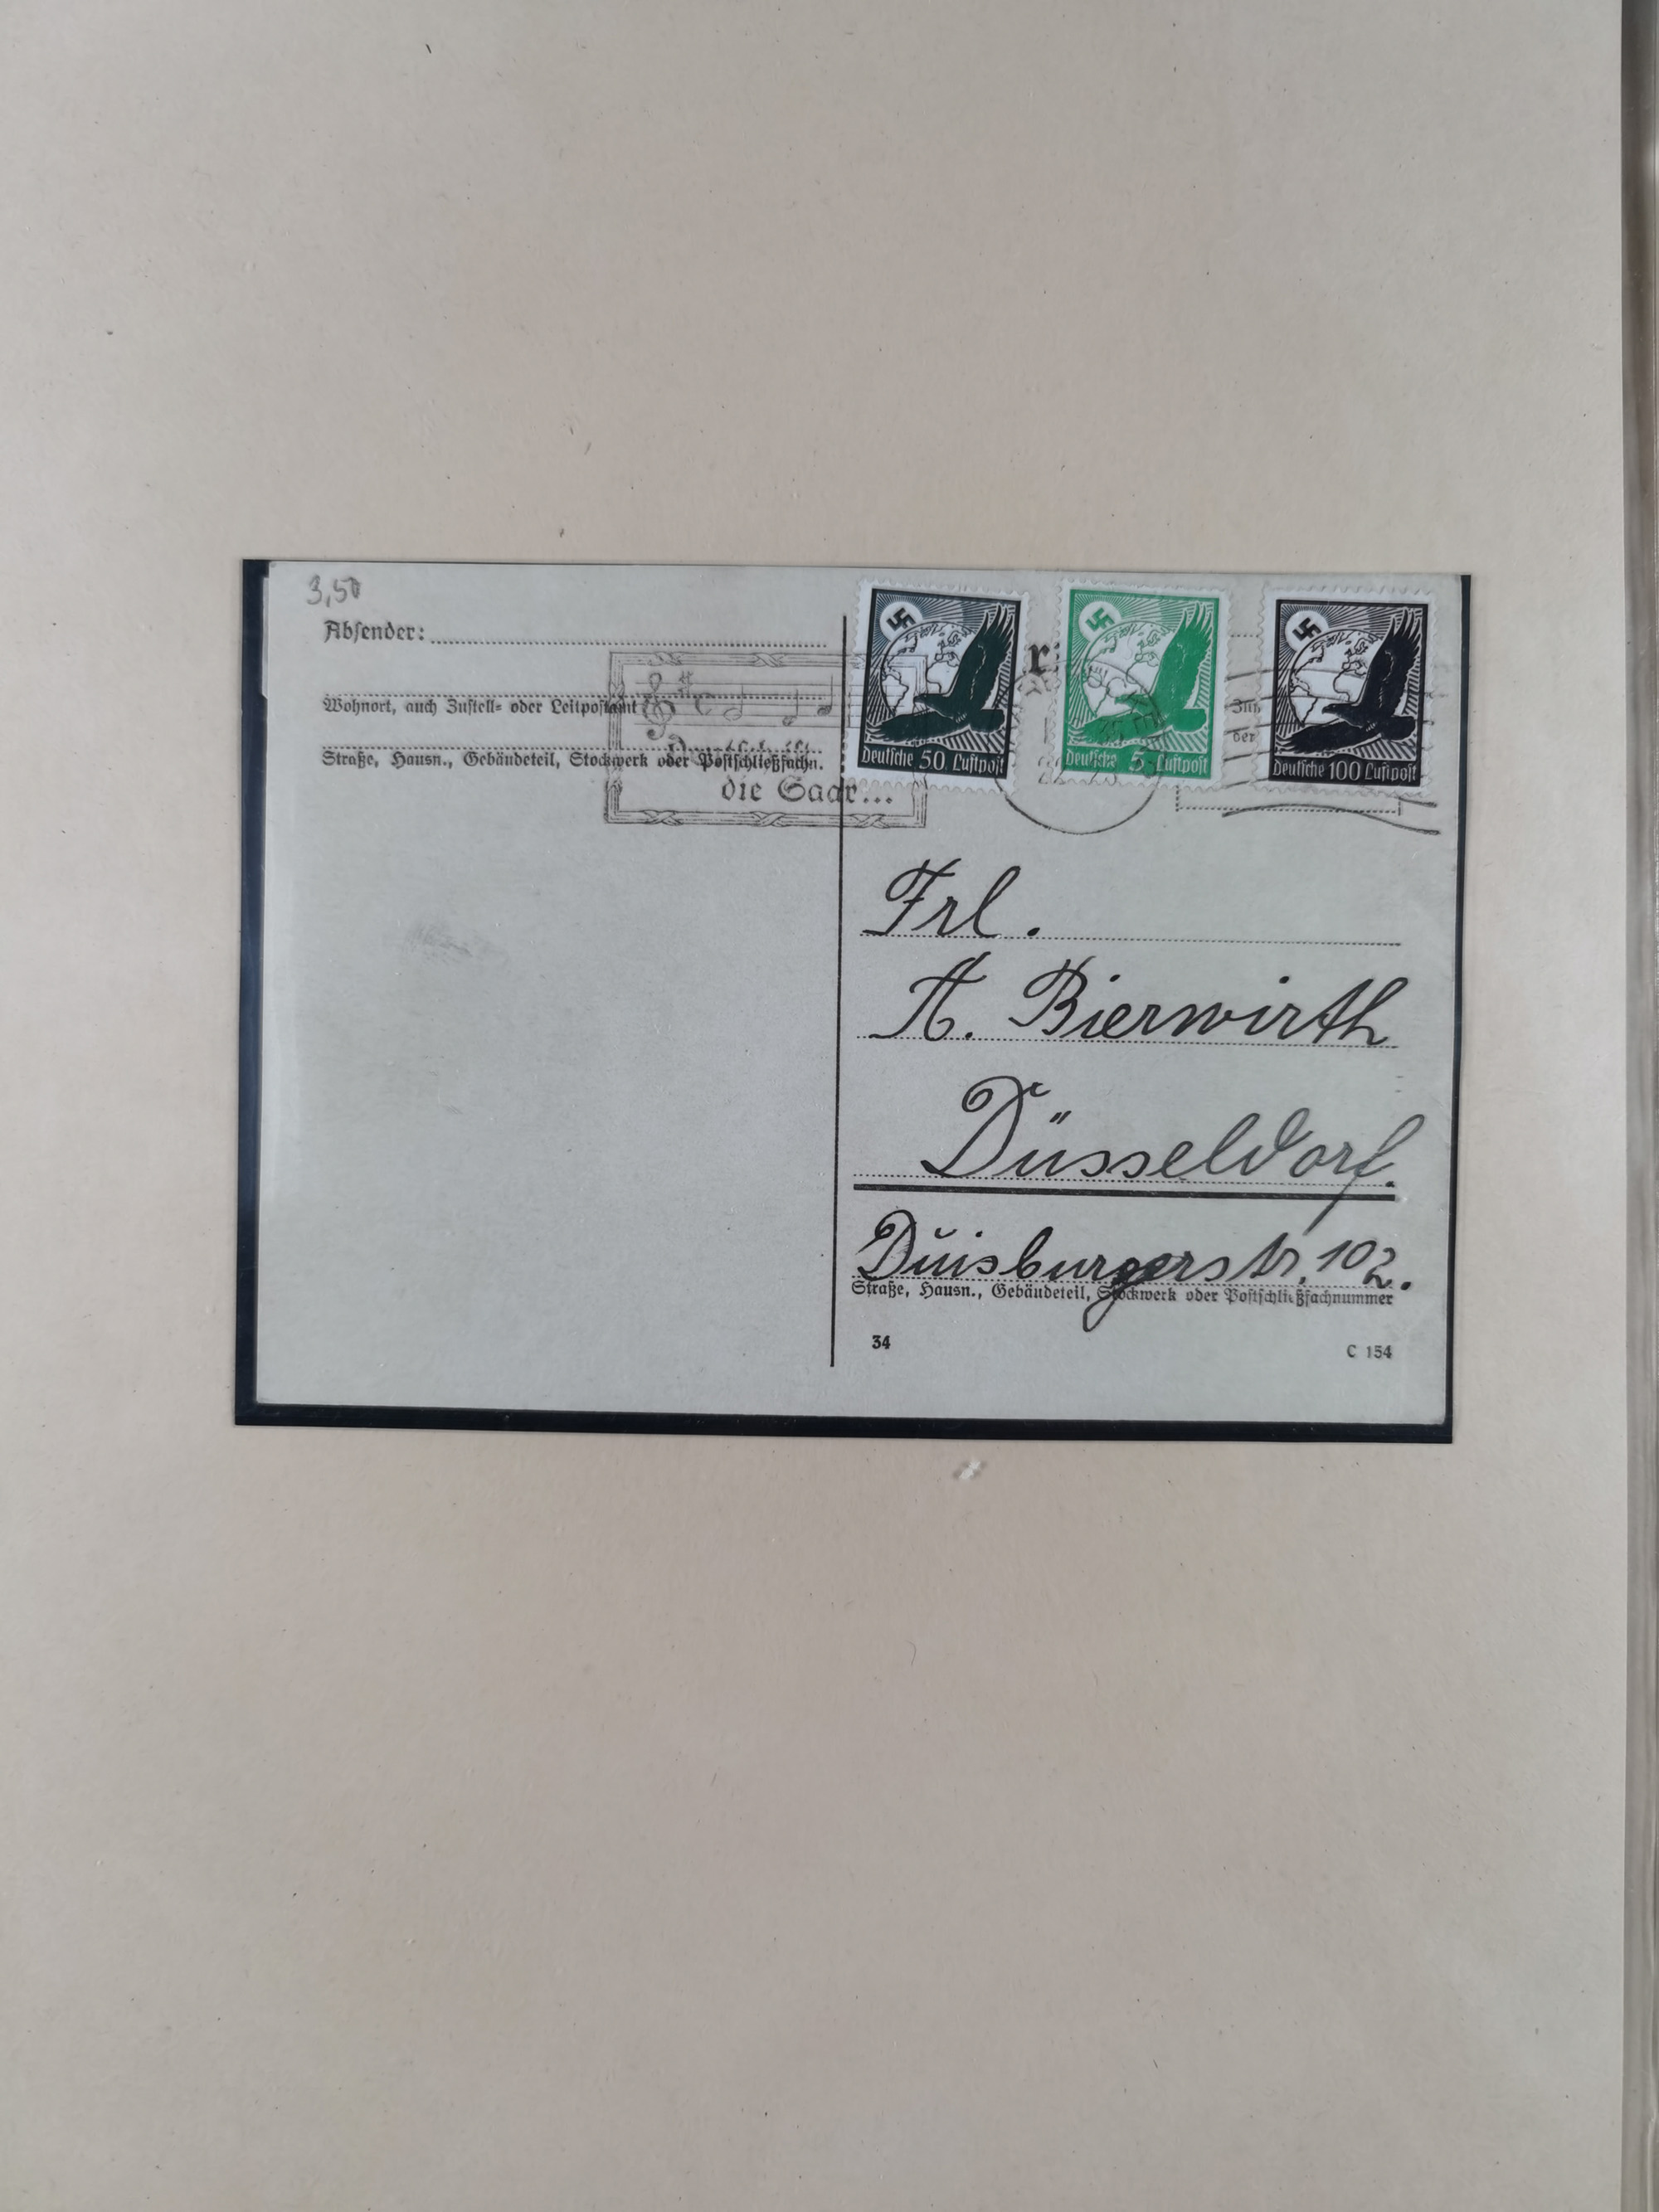 3,50
Absender:
Wohnort, auch Zustell- oder Leitpostamt
Straße, Hausn., Gebäudeteil, Stockwerk oder Postschließfachn.
Deutsch ist
die Saar...
Deutsche 50 Luftpost
Deutsche 5 Luftpost
Deutsche 100 Luftpost
Frl.
A. Bierwirth
Düsseldorf.
Duisburgerstr. 102.
Straße, Hausn., Gebäudeteil, Stockwerk oder Postschließfachnummer
34
C 154